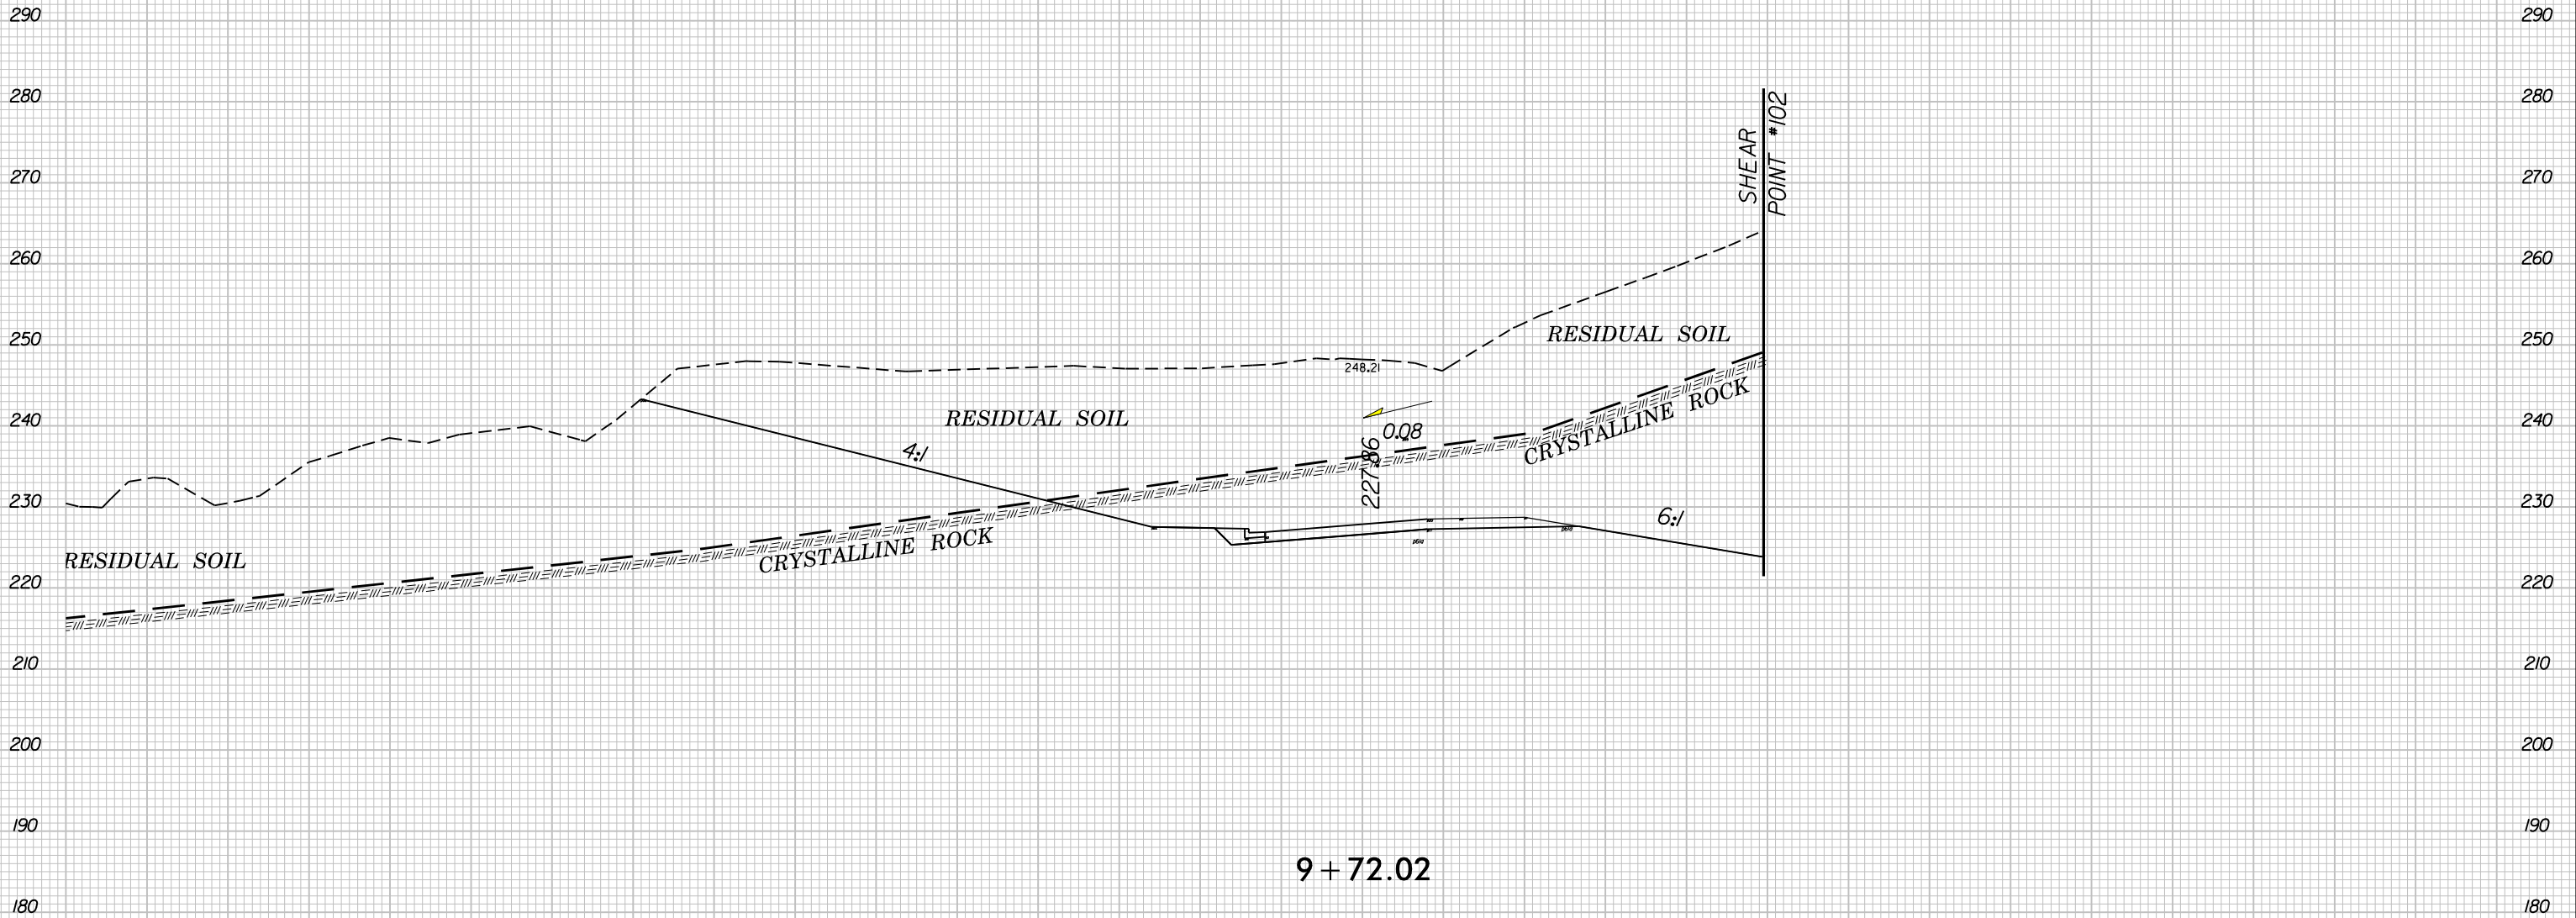 290 290
280 280
SHEAR
POINT #102
270 270
260 260
250 250
RESIDUAL SOIL
248.21
240 240
RESIDUAL SOIL
0.08
4:1
CRYSTALLINE ROCK
227.86
230 230
6:1
CRYSTALLINE ROCK
RESIDUAL SOIL
220 220
210 210
200 200
190 190
9+72.02
180 180